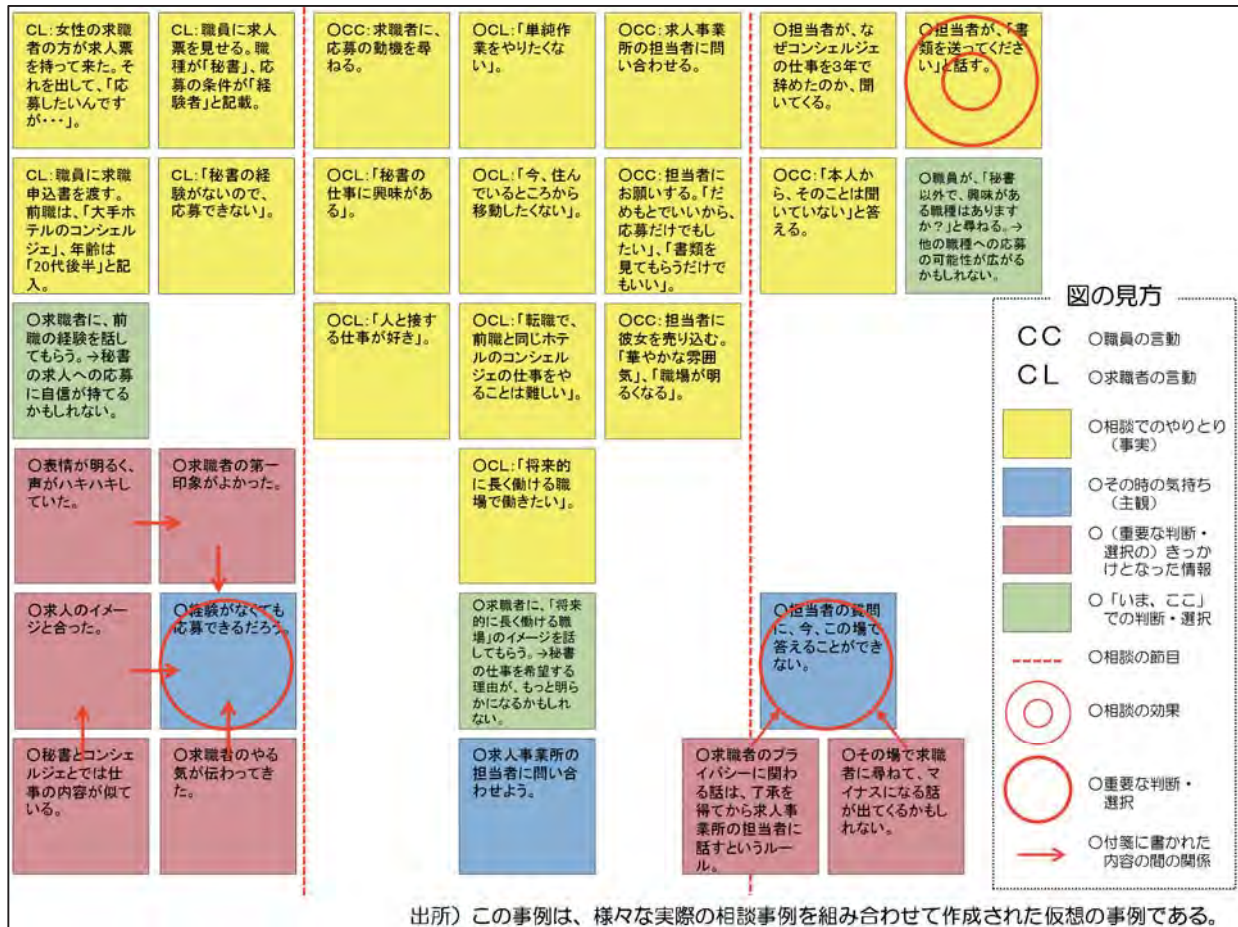 CL:女性の求職
者の方が求人票
を持って来た。そ
れを出して、「応
募したいんです
が・・・」。
CL:職員に求人
票を見せる。職
種が「秘書」、応
募の条件が「経
験者」と記載。
○CC:求職者に、
応募の動機を尋
ねる。
○CL:「単純作
業をやりたくな
い」。
○CC:求人事業
所の担当者に問
い合わせる。
○担当者が、な
ぜコンシェルジェ
の仕事を3年で
辞めたのか、聞
いてくる。
○担当者が、「書
類を送ってくださ
い」と話す。
CL:職員に求職
申込書を渡す。
前職は、「大手ホ
テルのコンシェル
ジェ」、年齢は
「20代後半」と記
入。
CL:「秘書の経
験がないので、
応募できない」。
○CL:「秘書の
仕事に興味があ
る」。
○CL:「今、住ん
でいるところから
移動したくない」。
○CC:担当者に
お願いする。「だ
めもとでいいから、
応募だけでもし
たい」、「書類を
見てもらうだけで
もいい」。
○CC:「本人か
ら、そのことは聞
いていない」と答
える。
○職員が、「秘書
以外で、興味があ
る職種はあります
か?」と尋ねる。→
他の職種への応募
の可能性が広がる
かもしれない。
○求職者に、前
職の経験を話し
てもらう。→秘書
の求人への応募
に自信が持てる
かもしれない。
○CL:「人と接す
る仕事が好き」。
○CL:「転職で、
前職と同じホテ
ルのコンシェル
ジェの仕事をや
ることは難しい」。
○CC:担当者に
彼女を売り込む。
「華やかな雰囲
気」、「職場が明
るくなる」。
○表情が明るく、
声がハキハキし
ていた。
○求職者の第一
印象がよかった。
○CL:「将来的
に長く働ける職
場で働きたい」。
○求人のイメー
ジと合った。
○経験がなくても
応募できるだろう。
○求職者に、「将来
的に長く働ける職
場」のイメージを話
してもらう。→秘書
の仕事を希望する
理由が、もっと明ら
かになるかもしれ
ない。
○担当者の質問
に、今、この場で
答えることができ
ない。
○秘書とコンシェ
ルジェとでは仕
事の内容が似て
いる。
○求職者のやる
気が伝わってき
た。
○求人事業所の
担当者に問い合
わせよう。
○求職者のプラ
イバシーに関わ
る話は、了承を
得てから求人事
業所の担当者に
話すというルー
ル。
○その場で求職
者に尋ねて、マ
イナスになる話
が出てくるかもし
れない。
図の見方
CC ○職員の言動
CL ○求職者の言動
○相談でのやりとり
(事実)
○その時の気持ち
(主観)
○(重要な判断・
選択の)きっか
けとなった情報
○「いま、ここ」
での判断・選択
○相談の節目
○相談の効果
○重要な判断・
選択
○付箋に書かれた
内容の間の関係
出所)この事例は、様々な実際の相談事例を組み合わせて作成された仮想の事例である。